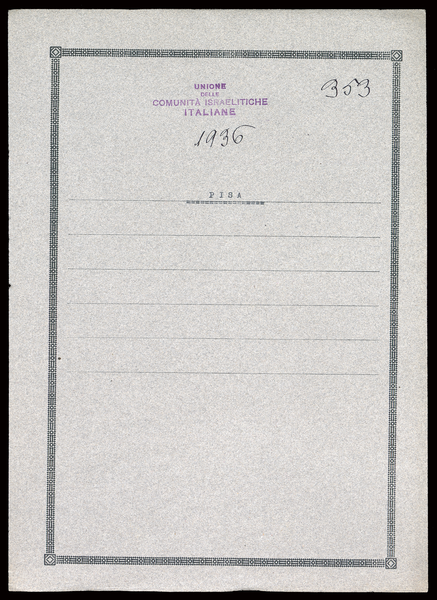 353
UNIONE
DELLE
COMUNITÀ ISRAELITICHE
ITALIANE
1936
PISA